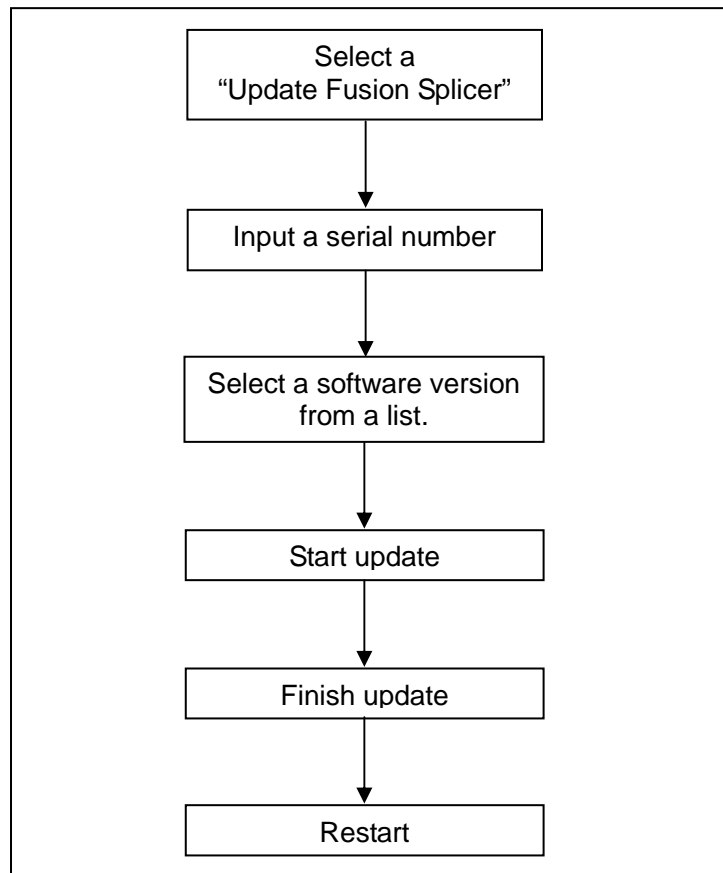 Select a
“Update Fusion Splicer”
Input a serial number
Select a software version
from a list.
Start update
Finish update
Restart